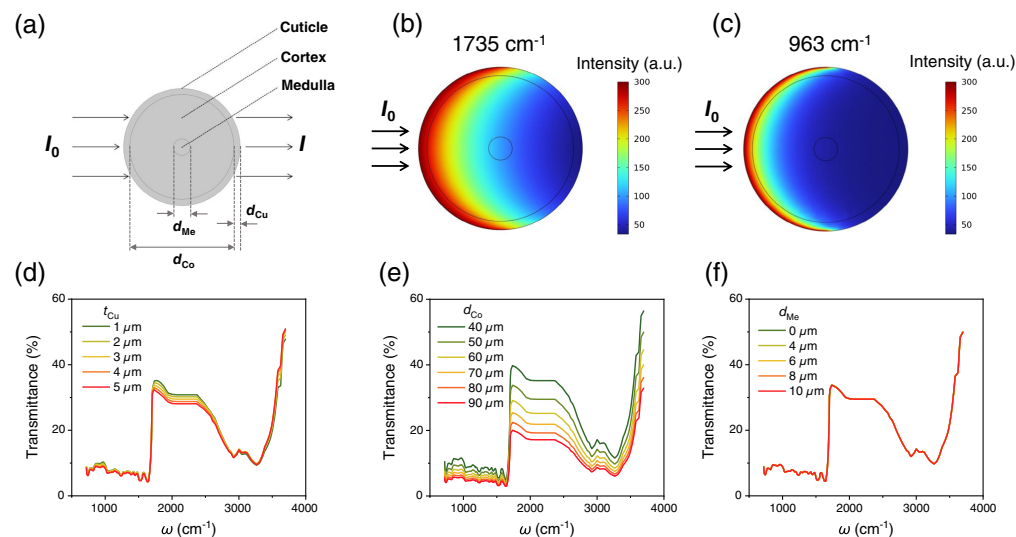 (a)
Cuticle
Cortex
Medulla
I0
I
dCu
dMe
dCo
(b)
1735 cm-1
Intensity (a.u.)
I0
300
250
200
150
100
50
(c)
963 cm-1
Intensity (a.u.)
I0
300
250
200
150
100
50
(d)
60
40
20
0
1000 2000 3000 4000
Transmittance (%)
ω (cm-1)
tCu
1 µm
2 µm
3 µm
4 µm
5 µm
(e)
60
40
20
0
1000 2000 3000 4000
Transmittance (%)
ω (cm-1)
dCo
40 µm
50 µm
60 µm
70 µm
80 µm
90 µm
(f)
60
40
20
0
1000 2000 3000 4000
Transmittance (%)
ω (cm-1)
dMe
0 µm
4 µm
6 µm
8 µm
10 µm